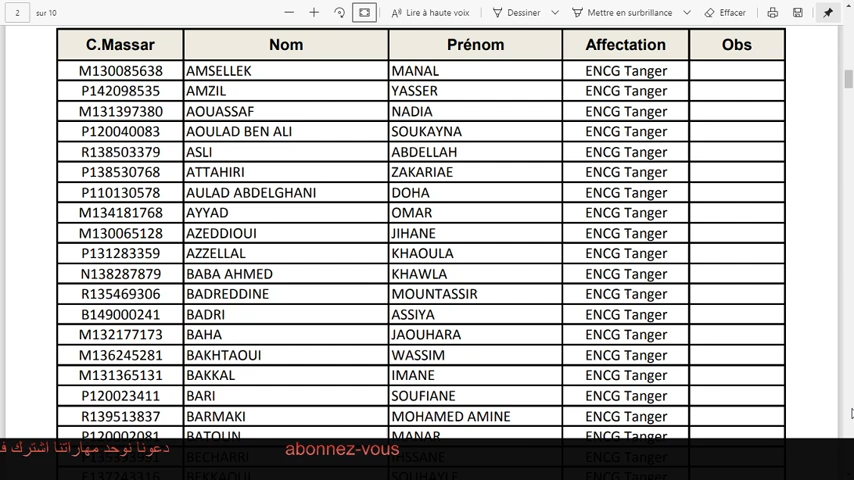 2 sur 10 Lire à haute voix Dessiner Mettre en surbrillance Effacer
C.Massar Nom Prénom Affectation Obs
M130085638 AMSELLEK MANAL ENCG Tanger
P142098535 AMZIL YASSER ENCG Tanger
M131397380 AOUASSAF NADIA ENCG Tanger
P120040083 AOULAD BEN ALI SOUKAYNA ENCG Tanger
R138503379 ASLI ABDELLAH ENCG Tanger
P138530768 ATTAHIRI ZAKARIAE ENCG Tanger
P110130578 AULAD ABDELGHANI DOHA ENCG Tanger
M134181768 AYYAD OMAR ENCG Tanger
M130065128 AZEDDIOUI JIHANE ENCG Tanger
P131283359 AZZELLAL KHAOULA ENCG Tanger
N138287879 BABA AHMED KHAWLA ENCG Tanger
R135469306 BADREDDINE MOUNTASSIR ENCG Tanger
B149000241 BADRI ASSIYA ENCG Tanger
M132177173 BAHA JAOUHARA ENCG Tanger
M136245281 BAKHTAOUI WASSIM ENCG Tanger
M131365131 BAKKAL IMANE ENCG Tanger
P120023411 BARI SOUFIANE ENCG Tanger
R139513837 BARMAKI MOHAMED AMINE ENCG Tanger
P120002081 BATOUN MANAR ENCG Tanger
دعونا نوحد مهاراتنا اشترك abonnez-vous
BECHARRI IHSSANE ENCG Tanger
BEKKAOUI SOUHAYLE ENCG Tanger